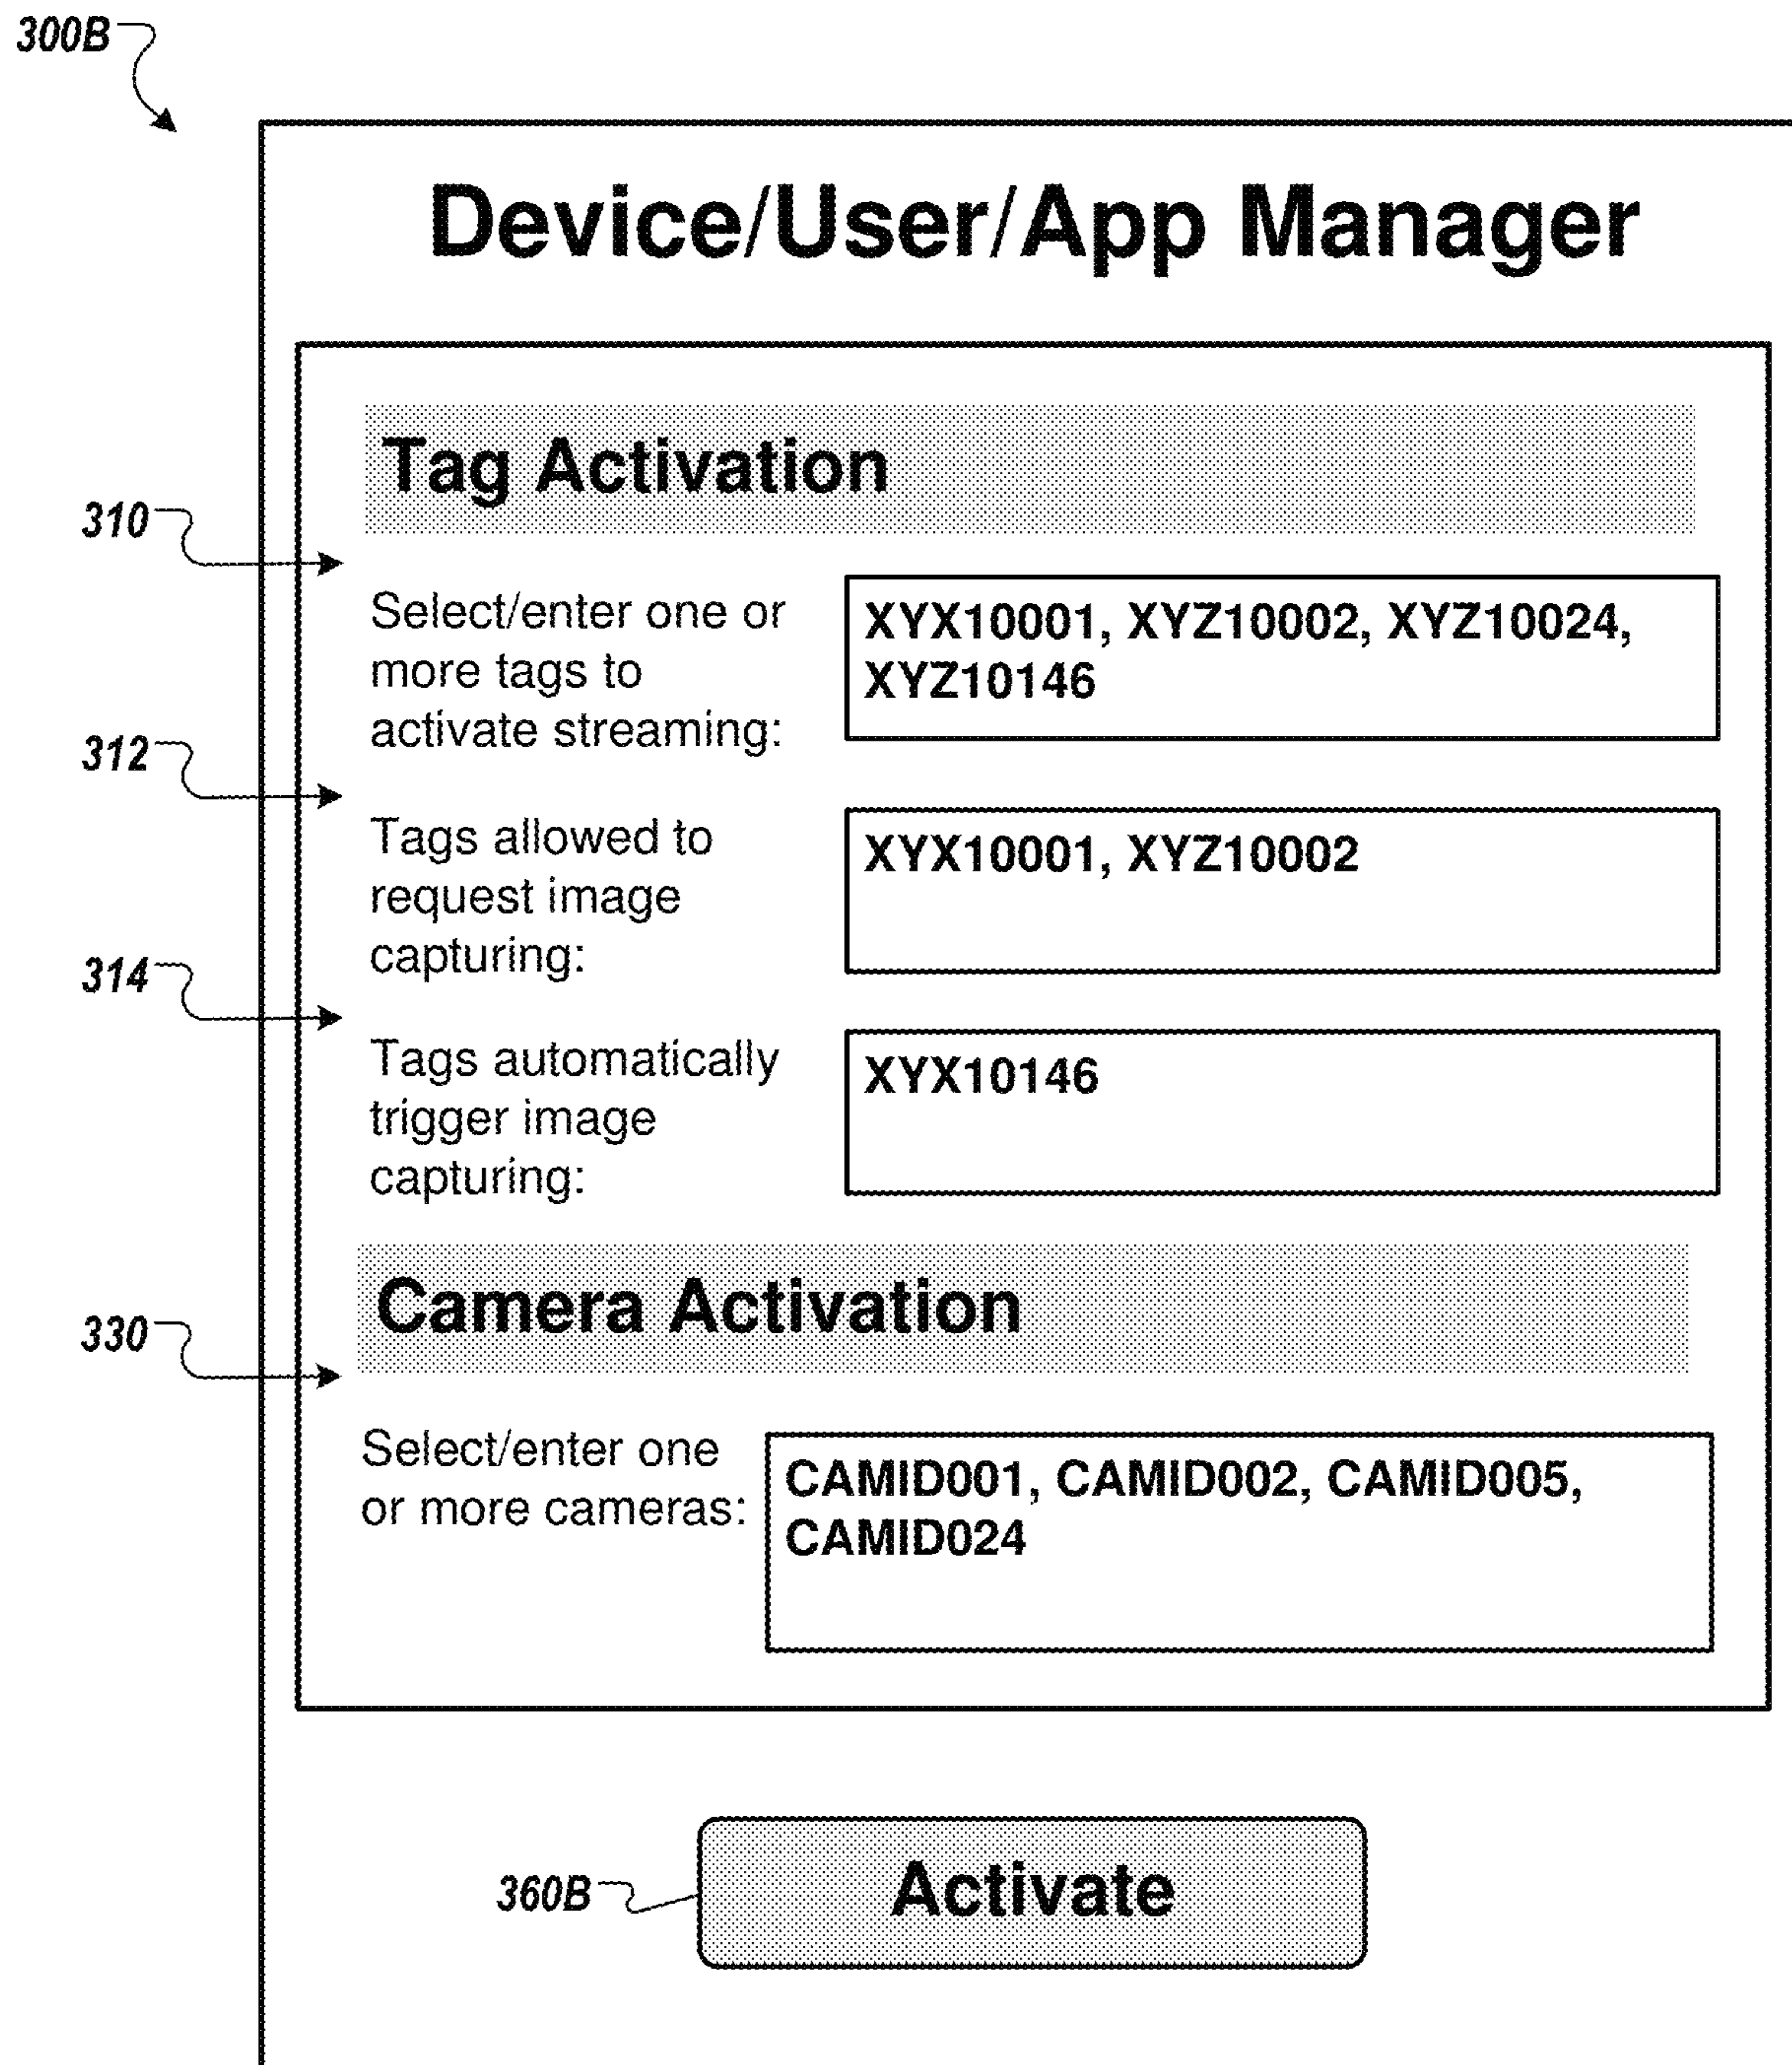 300B
Device/User/App Manager
Tag Activation
310
Select/enter one or
more tags to
activate streaming:
XYX10001, XYZ10002, XYZ10024,
XYZ10146
312
Tags allowed to
request image
capturing:
XYX10001, XYZ10002
314
Tags automatically
trigger image
capturing:
XYX10146
Camera Activation
330
Select/enter one
or more cameras:
CAMID001, CAMID002, CAMID005,
CAMID024
360B
Activate